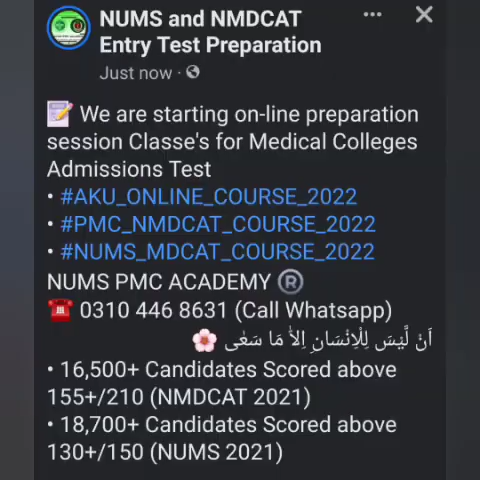 NUMS and NMDCAT
Entry Test Preparation
Just now ·
📝 We are starting on-line preparation
session Classe's for Medical Colleges
Admissions Test
• #AKU_ONLINE_COURSE_2022
• #PMC_NMDCAT_COURSE_2022
• #NUMS_MDCAT_COURSE_2022
NUMS PMC ACADEMY ®
☎️ 0310 446 8631 (Call Whatsapp)
اَنْ لَّيْسَ لِلْاِنْسَانِ اِلاَّ مَا سَعٰى 🌸
• 16,500+ Candidates Scored above
155+/210 (NMDCAT 2021)
• 18,700+ Candidates Scored above
130+/150 (NUMS 2021)